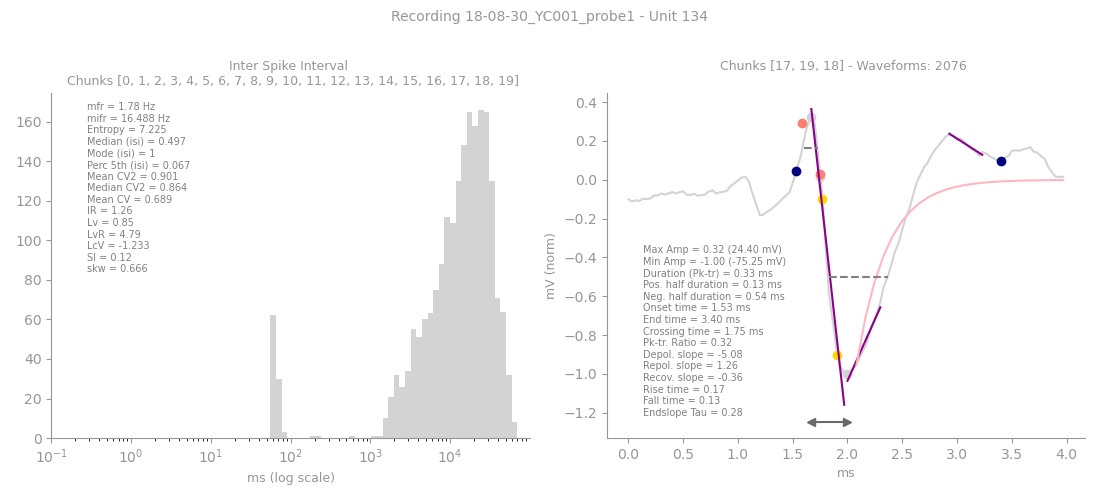 Recording 18-08-30_YC001_probe1 - Unit 134
Inter Spike Interval
Chunks [0, 1, 2, 3, 4, 5, 6, 7, 8, 9, 10, 11, 12, 13, 14, 15, 16, 17, 18, 19]
160
140
120
100
80
60
40
20
0
mfr = 1.78 Hz
mifr = 16.488 Hz
Entropy = 7.225
Median (isi) = 0.497
Mode (isi) = 1
Perc 5th (isi) = 0.067
Mean CV2 = 0.901
Median CV2 = 0.864
Mean CV = 0.689
IR = 1.26
Lv = 0.85
LvR = 4.79
LcV = -1.233
SI = 0.12
skw = 0.666
10⁻¹ 10⁰ 10¹ 10² 10³ 10⁴
ms (log scale)
Chunks [17, 19, 18] - Waveforms: 2076
mV (norm)
0.4
0.2
0.0
−0.2
−0.4
−0.6
−0.8
−1.0
−1.2
Max Amp = 0.32 (24.40 mV)
Min Amp = -1.00 (-75.25 mV)
Duration (Pk-tr) = 0.33 ms
Pos. half duration = 0.13 ms
Neg. half duration = 0.54 ms
Onset time = 1.53 ms
End time = 3.40 ms
Crossing time = 1.75 ms
Pk-tr. Ratio = 0.32
Depol. slope = -5.08
Repol. slope = 1.26
Recov. slope = -0.36
Rise time = 0.17
Fall time = 0.13
Endslope Tau = 0.28
0.0 0.5 1.0 1.5 2.0 2.5 3.0 3.5 4.0
ms